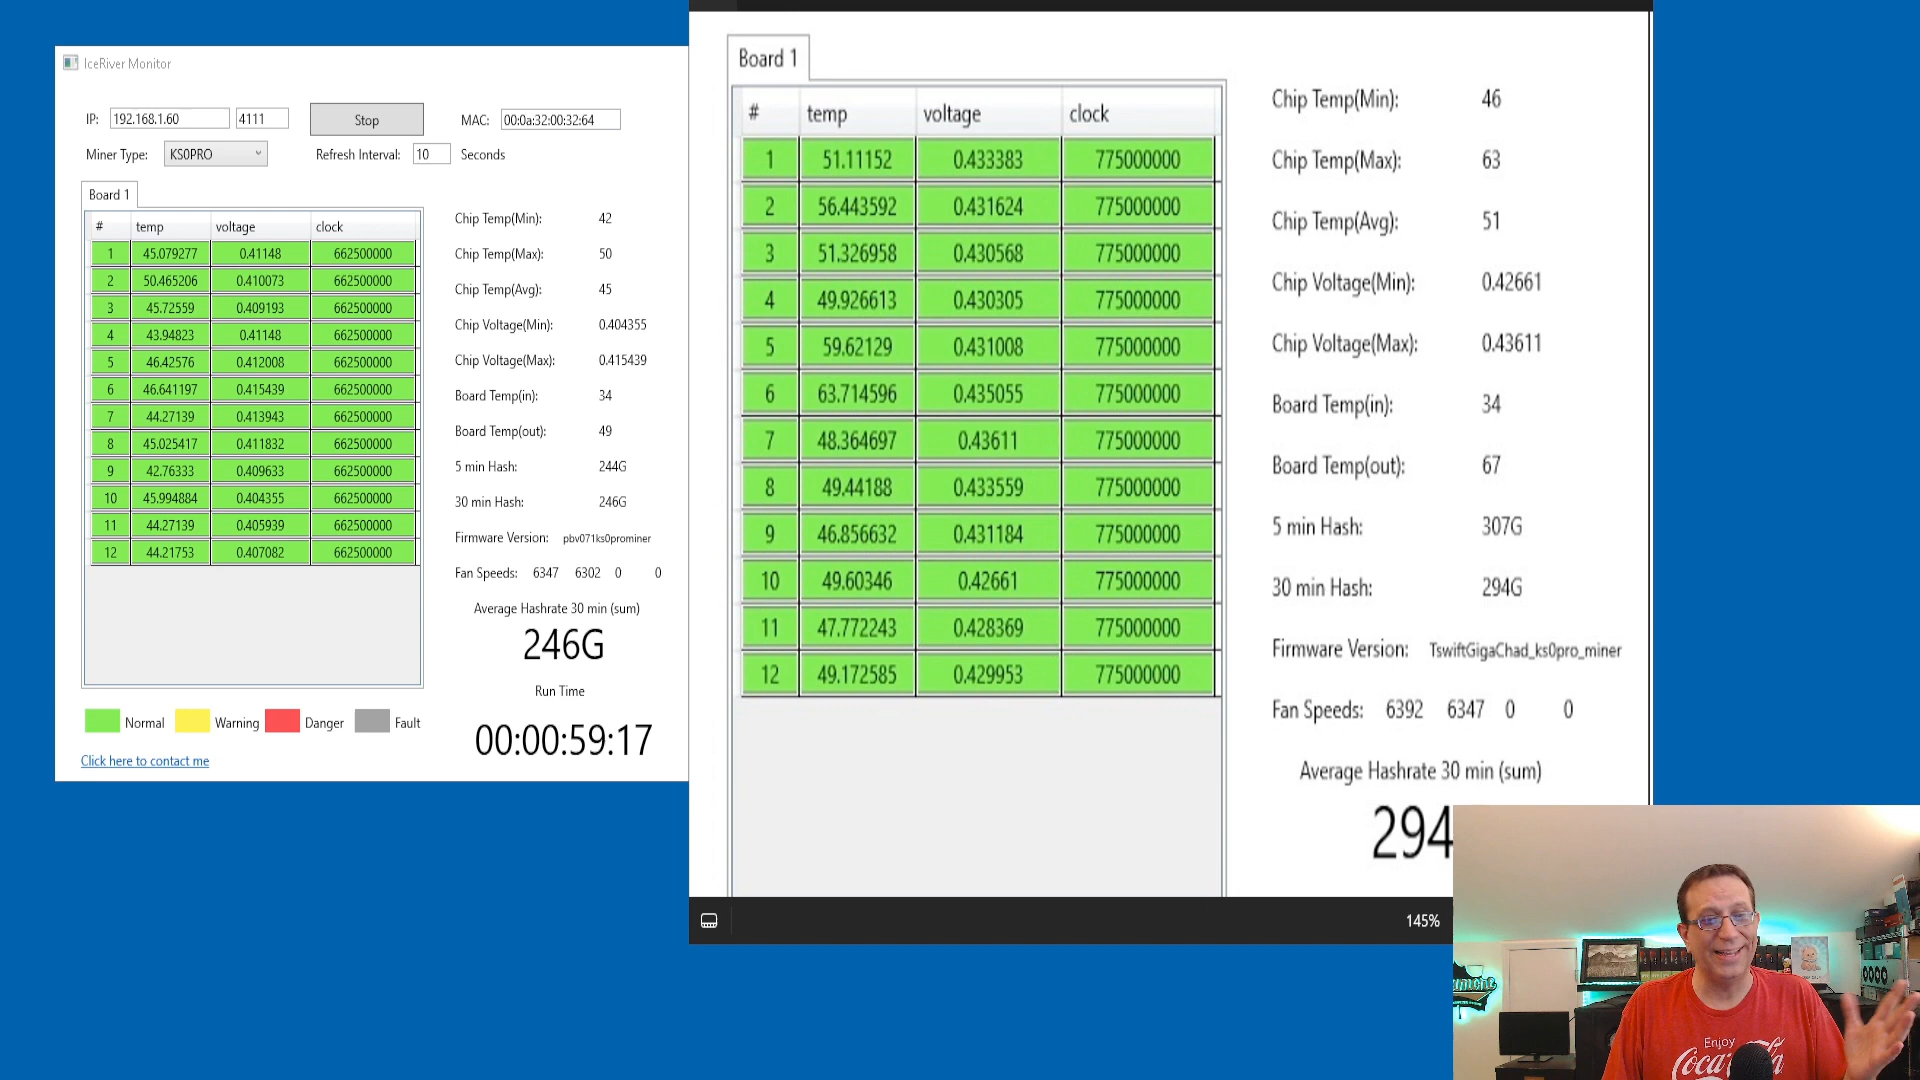 IceRiver Monitor
IP: 192.168.1.60 4111 Stop MAC: 00:0a:32:00:32:64
Miner Type: KS0PRO Refresh Interval: 10 Seconds
Board 1
# temp voltage clock
1 45.079277 0.41148 662500000
2 50.465206 0.410073 662500000
3 45.72559 0.409193 662500000
4 43.94823 0.41148 662500000
5 46.42576 0.412008 662500000
6 46.641197 0.415439 662500000
7 44.27139 0.413943 662500000
8 45.025417 0.411832 662500000
9 42.76333 0.409633 662500000
10 45.994884 0.404355 662500000
11 44.27139 0.405939 662500000
12 44.21753 0.407082 662500000
Normal Warning Danger Fault
Click here to contact me
Chip Temp(Min): 42
Chip Temp(Max): 50
Chip Temp(Avg): 45
Chip Voltage(Min): 0.404355
Chip Voltage(Max): 0.415439
Board Temp(in): 34
Board Temp(out): 49
5 min Hash: 244G
30 min Hash: 246G
Firmware Version: pbv071ks0prominer
Fan Speeds: 6347 6302 0 0
Average Hashrate 30 min (sum)
246G
Run Time
00:00:59:17
Board 1
# temp voltage clock
1 51.11152 0.433383 775000000
2 56.443592 0.431624 775000000
3 51.326958 0.430568 775000000
4 49.926613 0.430305 775000000
5 59.62129 0.431008 775000000
6 63.714596 0.435055 775000000
7 48.364697 0.43611 775000000
8 49.44188 0.433559 775000000
9 46.856632 0.431184 775000000
10 49.60346 0.42661 775000000
11 47.772243 0.428369 775000000
12 49.172585 0.429953 775000000
Chip Temp(Min): 46
Chip Temp(Max): 63
Chip Temp(Avg): 51
Chip Voltage(Min): 0.42661
Chip Voltage(Max): 0.43611
Board Temp(in): 34
Board Temp(out): 67
5 min Hash: 307G
30 min Hash: 294G
Firmware Version: TswiftGigaChad_ks0pro_miner
Fan Speeds: 6392 6347 0 0
Average Hashrate 30 min (sum)
294
145%
Enjoy